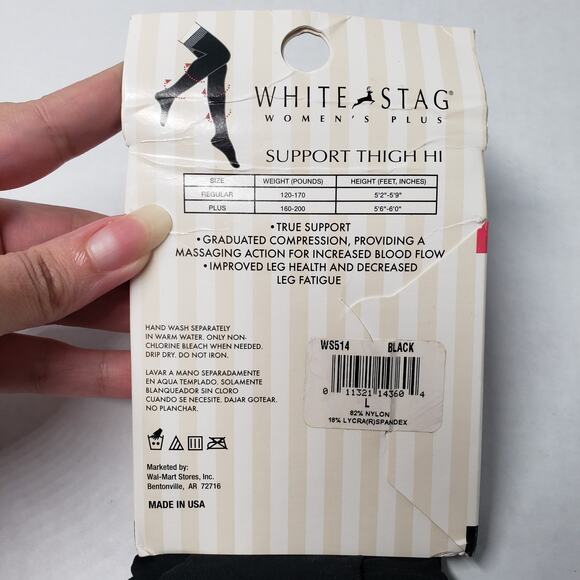 WHITE STAG®
WOMEN'S PLUS
SUPPORT THIGH HI
SIZE WEIGHT (POUNDS) HEIGHT (FEET, INCHES)
REGULAR 120-170 5'2"-5'9"
PLUS 160-200 5'6"-6'0"
•TRUE SUPPORT
•GRADUATED COMPRESSION, PROVIDING A
MASSAGING ACTION FOR INCREASED BLOOD FLOW
•IMPROVED LEG HEALTH AND DECREASED
LEG FATIGUE
HAND WASH SEPARATELY
IN WARM WATER. ONLY NON-
CHLORINE BLEACH WHEN NEEDED.
DRIP DRY. DO NOT IRON.
LAVAR A MANO SEPARADAMENTE
EN AQUA TEMPLADO. SOLAMENTE
BLANQUEADOR SIN CLORO
CUANDO SE NECESITE. DAJAR GOTEAR.
NO PLANCHAR.
WS514 BLACK
0 11321 14360 4
L
82% NYLON
18% LYCRA(R)SPANDEX
Marketed by:
Wal-Mart Stores, Inc.
Bentonville, AR 72716
MADE IN USA